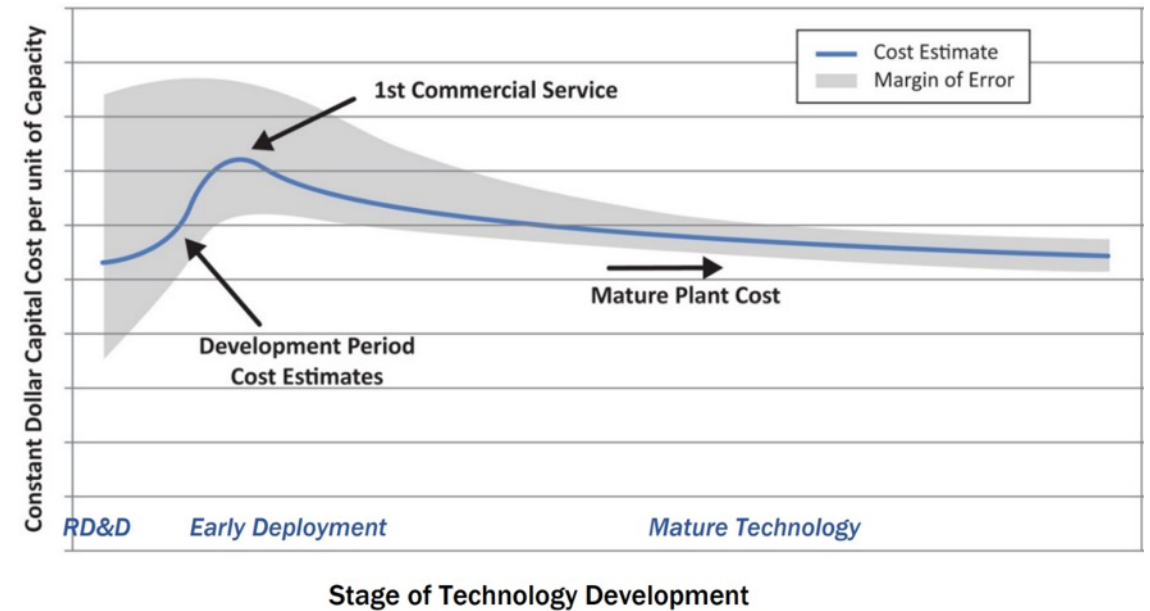 Constant Dollar Capital Cost per unit of Capacity
Cost Estimate
Margin of Error
1st Commercial Service
Mature Plant Cost
Development Period
Cost Estimates
RD&D
Early Deployment
Mature Technology
Stage of Technology Development